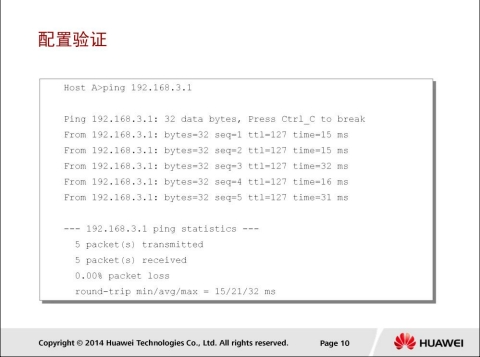 配置验证
Host A>ping 192.168.3.1
Ping 192.168.3.1: 32 data bytes, Press Ctrl_C to break
From 192.168.3.1: bytes=32 seq=1 ttl=127 time=15 ms
From 192.168.3.1: bytes=32 seq=2 ttl=127 time=15 ms
From 192.168.3.1: bytes=32 seq=3 ttl=127 time=32 ms
From 192.168.3.1: bytes=32 seq=4 ttl=127 time=16 ms
From 192.168.3.1: bytes=32 seq=5 ttl=127 time=31 ms
--- 192.168.3.1 ping statistics ---
5 packet(s) transmitted
5 packet(s) received
0.00% packet loss
round-trip min/avg/max = 15/21/32 ms
Copyright © 2014 Huawei Technologies Co., Ltd. All rights reserved. Page 10 HUAWEI